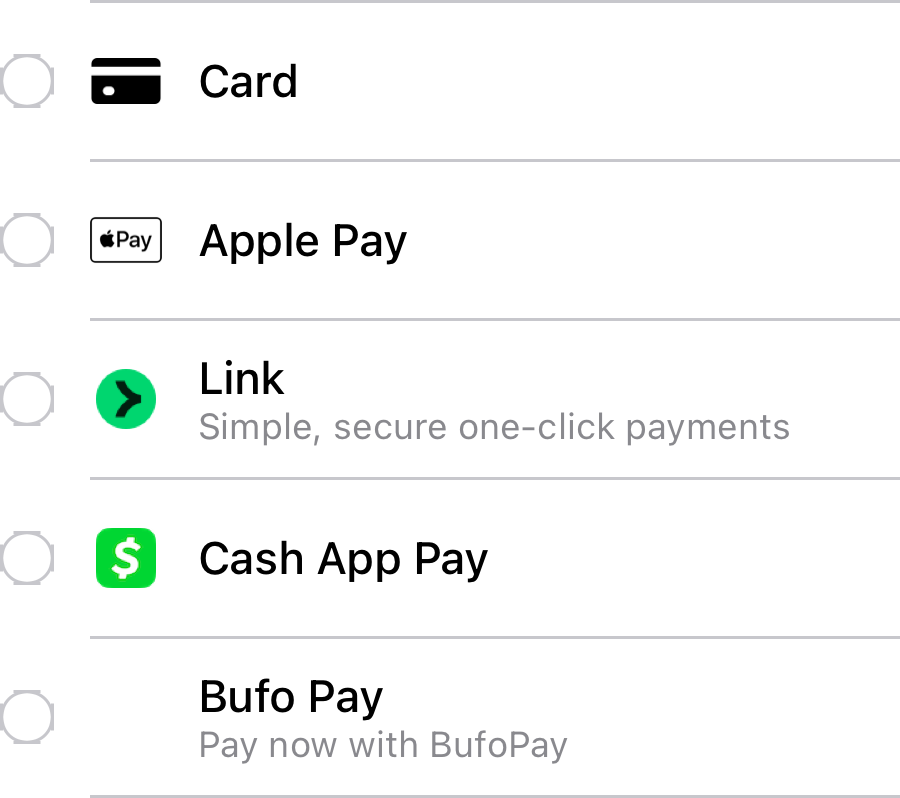 Card
Pay
Apple Pay
Link
Simple, secure one-click payments
$
Cash App Pay
Bufo Pay
Pay now with BufoPay